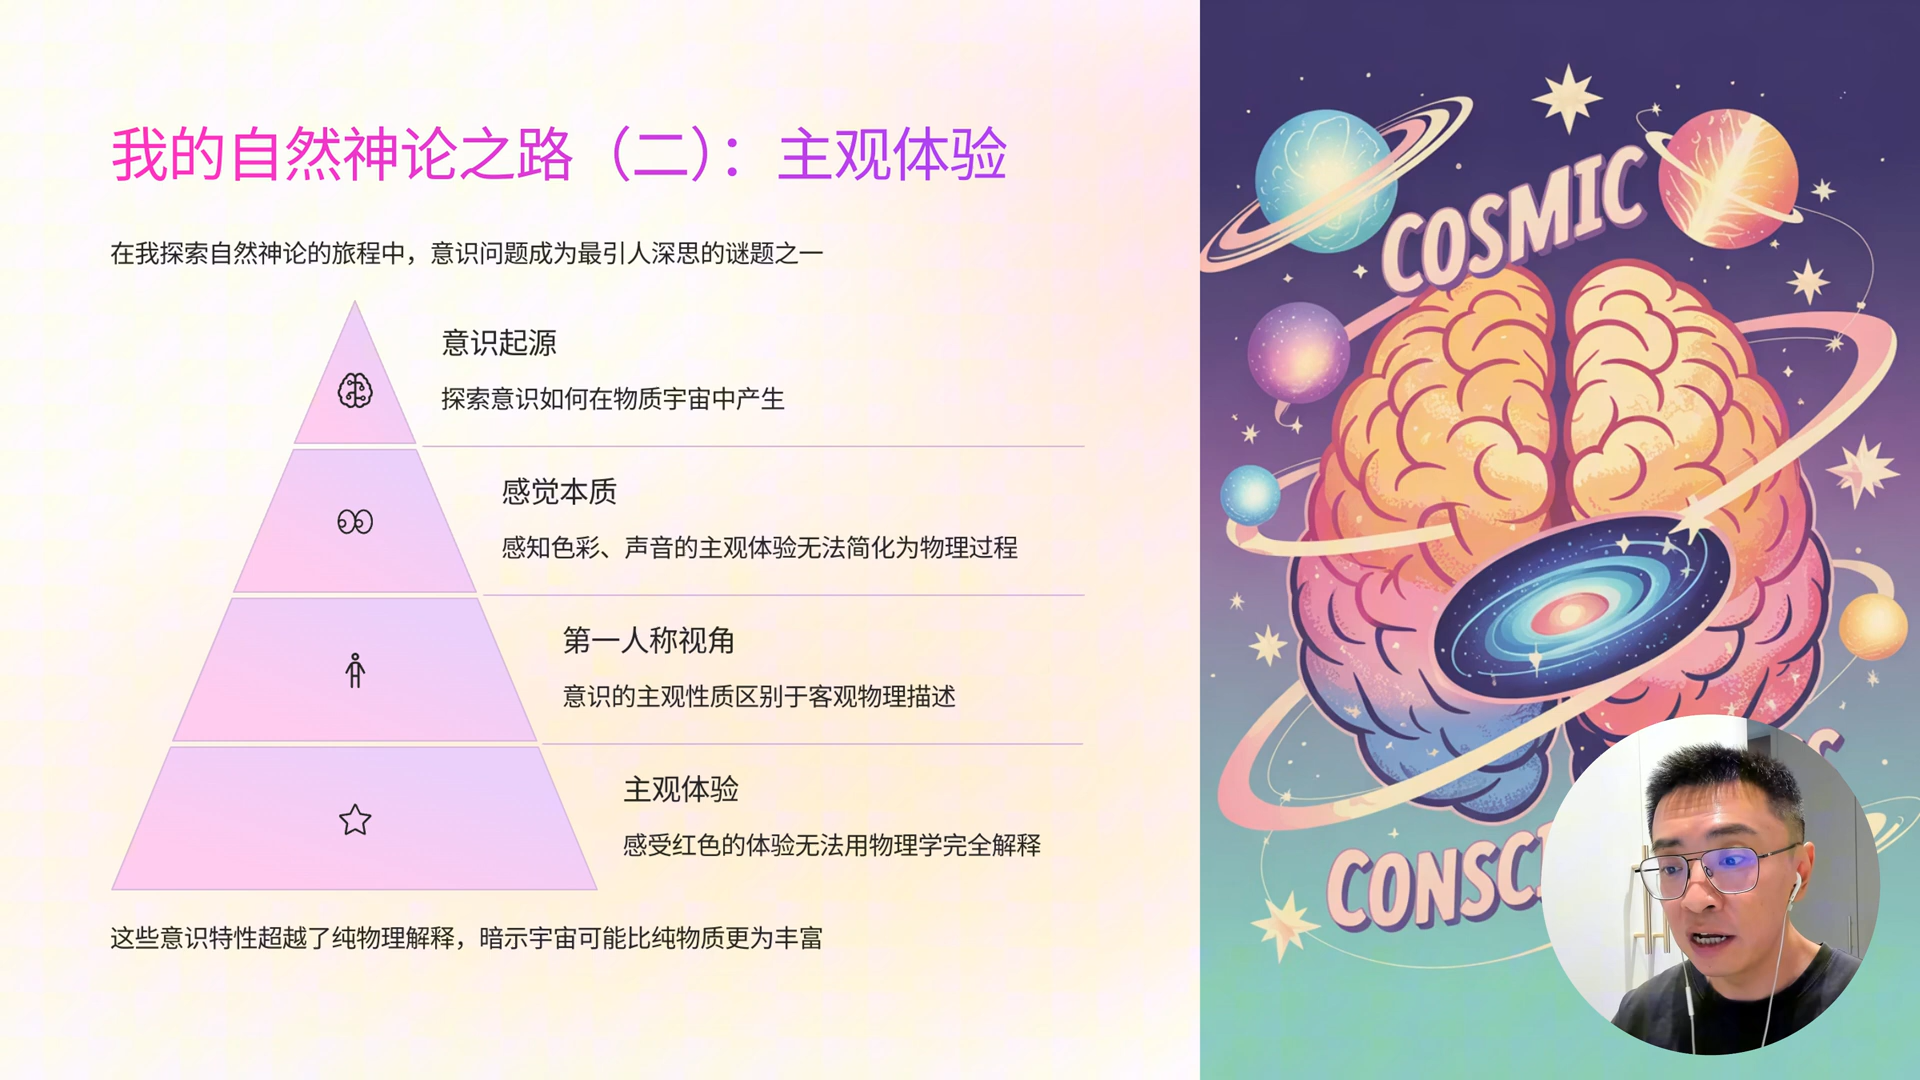 我的自然神论之路（二）：主观体验
在我探索自然神论的旅程中，意识问题成为最引人深思的谜题之一
意识起源
探索意识如何在物质宇宙中产生
感觉本质
感知色彩、声音的主观体验无法简化为物理过程
第一人称视角
意识的主观性质区别于客观物理描述
主观体验
感受红色的体验无法用物理学完全解释
这些意识特性超越了纯物理解释，暗示宇宙可能比纯物质更为丰富
COSMIC